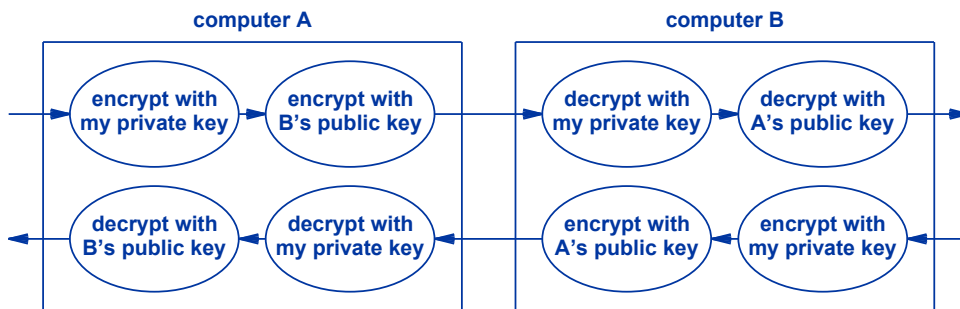 computer A
computer B
encrypt with
my private key
encrypt with
B's public key
decrypt with
my private key
decrypt with
A's public key
decrypt with
B's public key
decrypt with
my private key
encrypt with
A's public key
encrypt with
my private key